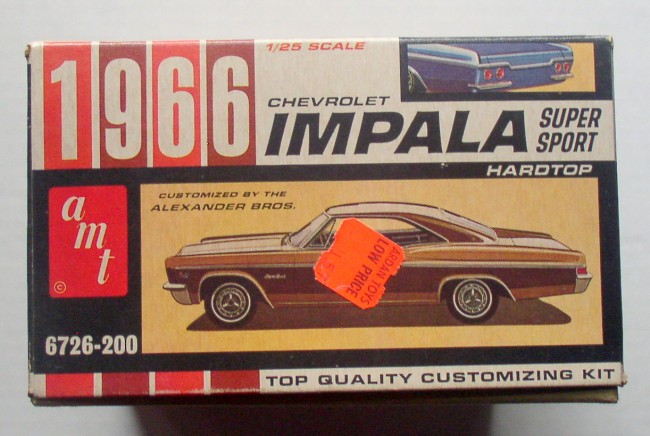 1966
1/25 SCALE
CHEVROLET
IMPALA
SUPER
SPORT
HARDTOP
amt
©
CUSTOMIZED BY THE
ALEXANDER BROS.
TOYS
LOW PRICE
6726-200
TOP QUALITY CUSTOMIZING KIT